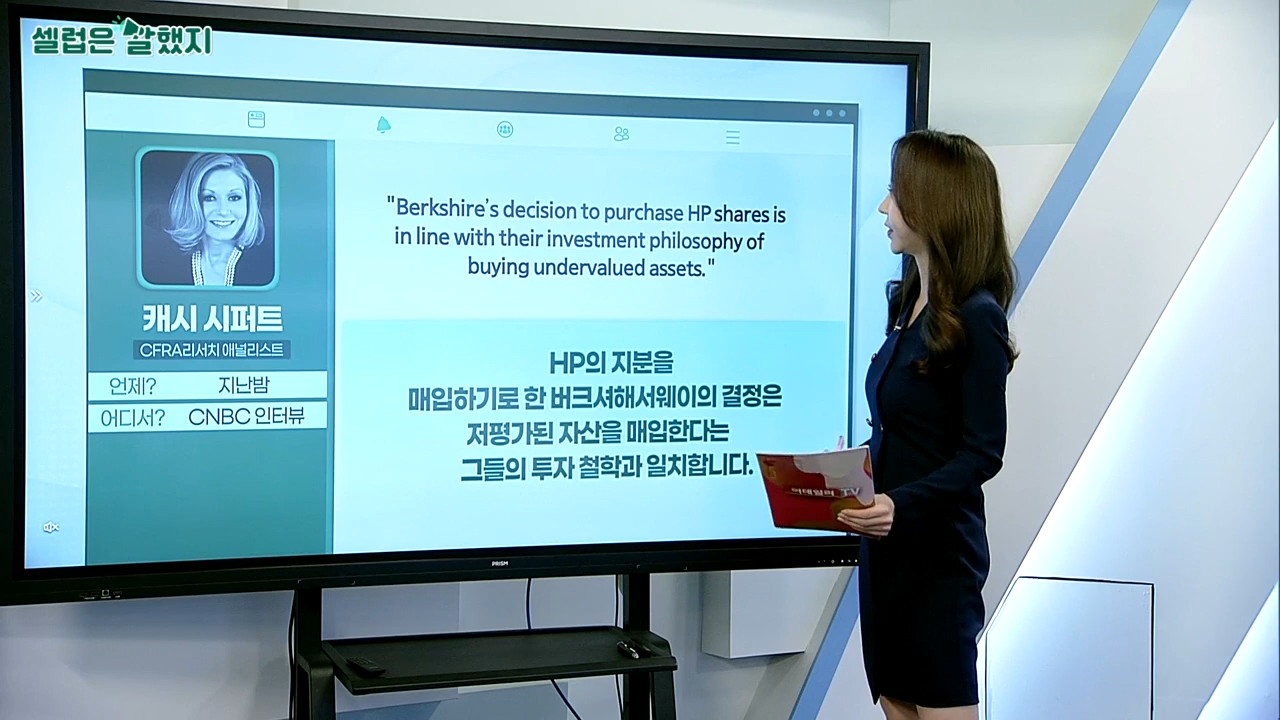 셀럽은 말했지
"Berkshire's decision to purchase HP shares is
in line with their investment philosophy of
buying undervalued assets."
캐시 시퍼트
CFRA리서치 애널리스트
언제? 지난밤
어디서? CNBC 인터뷰
HP의 지분을
매입하기로 한 버크셔해서웨이의 결정은
저평가된 자산을 매입한다는
그들의 투자 철학과 일치합니다.
이데일리 TV
PRISM